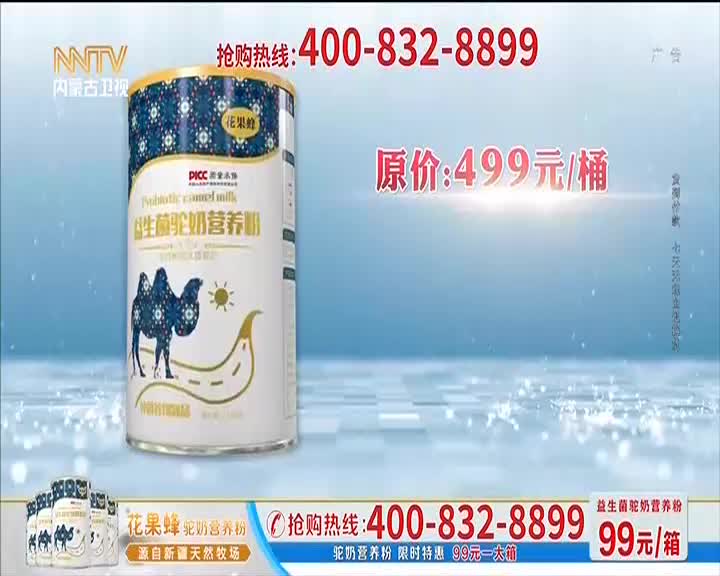 NNTV
内蒙古卫视
抢购热线:400-832-8899
广告
原价:499元/桶
花果蜂
PICC 质量承保
Probiotic camel milk
益生菌驼奶营养粉
花果蜂 驼奶营养粉
源自新疆天然牧场
抢购热线:400-832-8899
驼奶营养粉 限时特惠 99元一大箱
益生菌驼奶营养粉
99元/箱